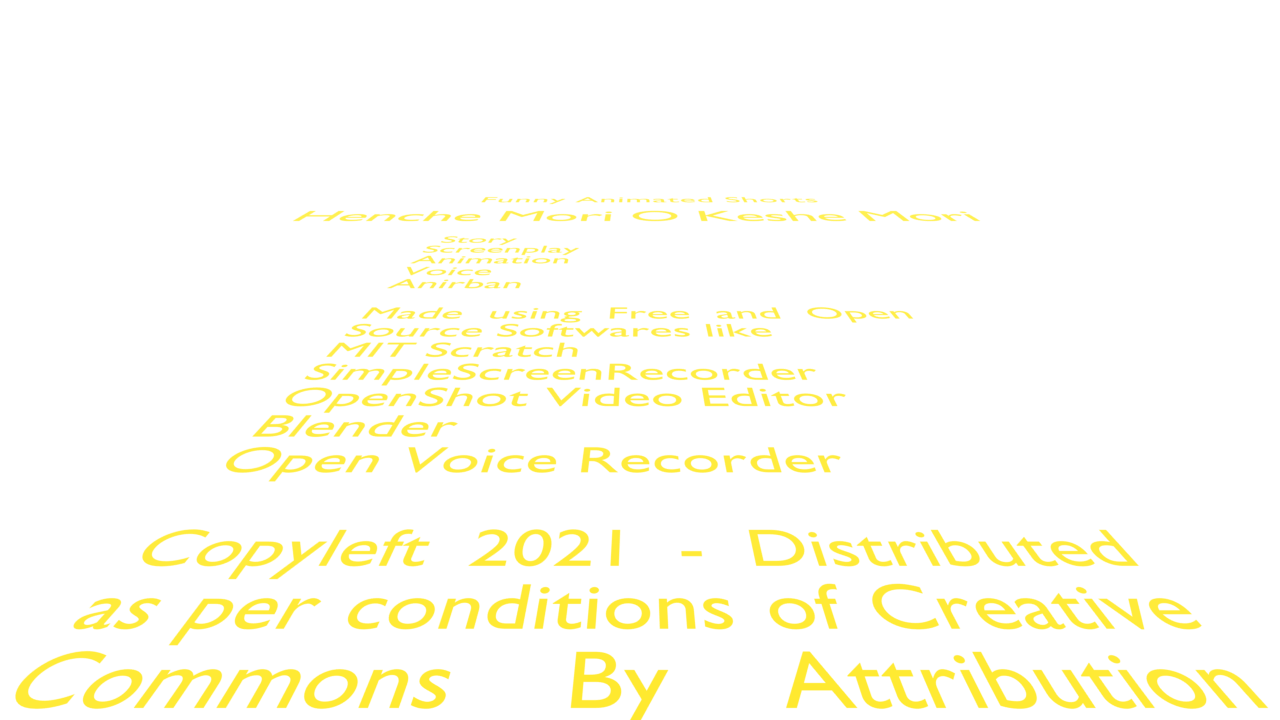 Funny Animated Shorts
Henche Mori O Keshe Mori
Story
Screenplay
Animation
Voice
Anirban
Made using Free and Open
Source Softwares like
MIT Scratch
SimpleScreenRecorder
OpenShot Video Editor
Blender
Open Voice Recorder
Copyleft 2021 - Distributed
as per conditions of Creative
Commons By Attribution